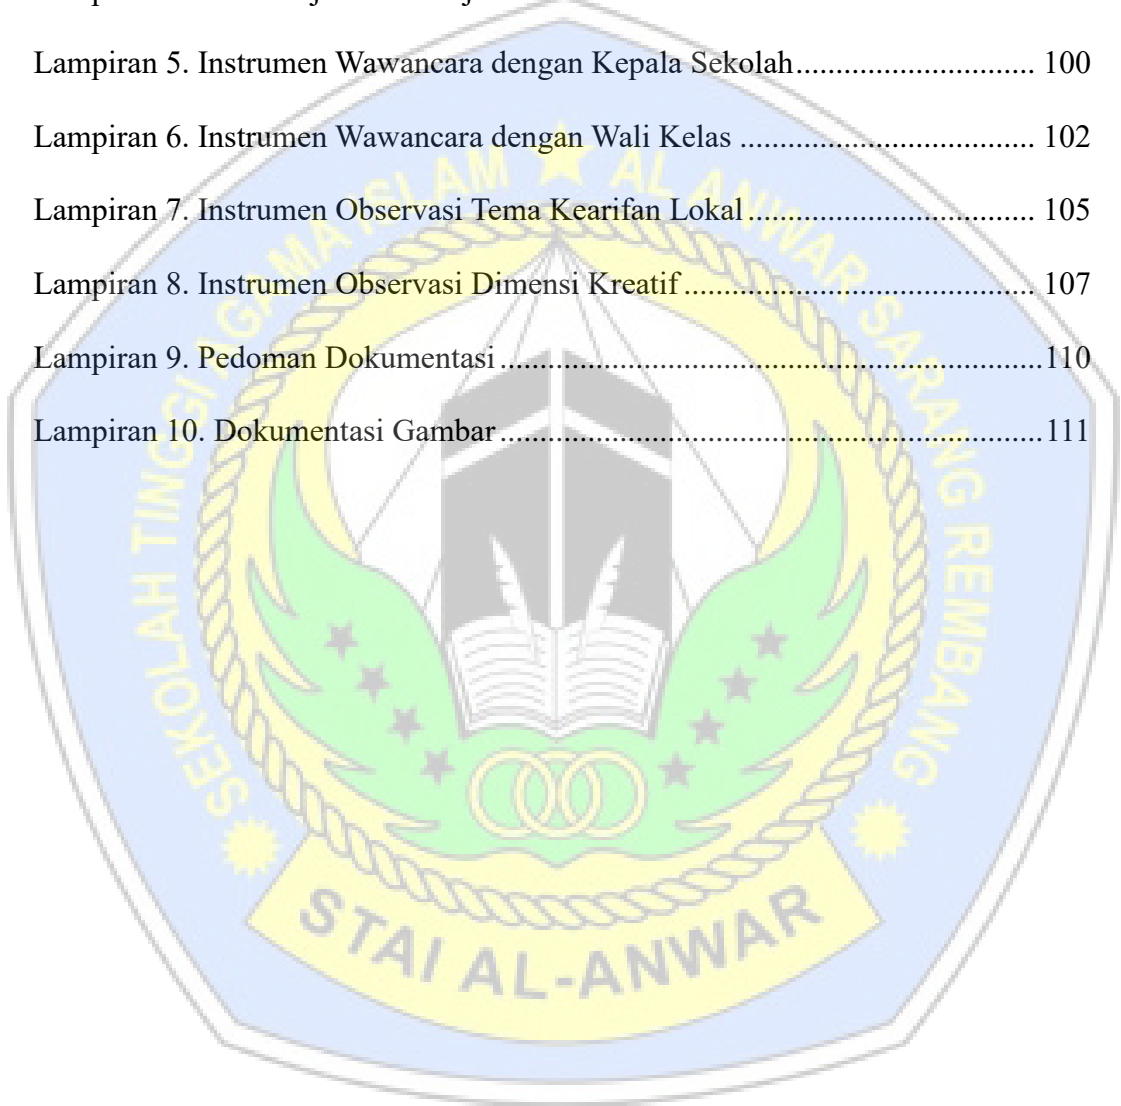 Lampiran 5. Instrumen Wawancara dengan Kepala Sekolah............................ 100
Lampiran 6. Instrumen Wawancara dengan Wali Kelas ................................ 102
Lampiran 7. Instrumen Observasi Tema Kearifan Lokal............................... 105
Lampiran 8. Instrumen Observasi Dimensi Kreatif...................................... 107
Lampiran 9. Pedoman Dokumentasi..........................................................110
Lampiran 10. Dokumentasi Gambar..........................................................111
SEKOLAH TINGGI AGAMA ISLAM AL ANWAR SARANG REMBANG
STAI AL-ANWAR